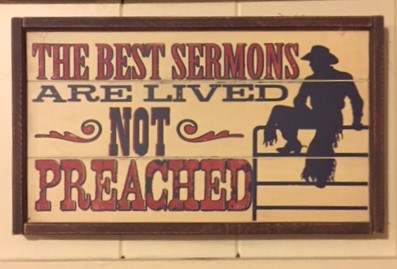 THE BEST SERMONS
ARE LIVED
NOT
PREACHED